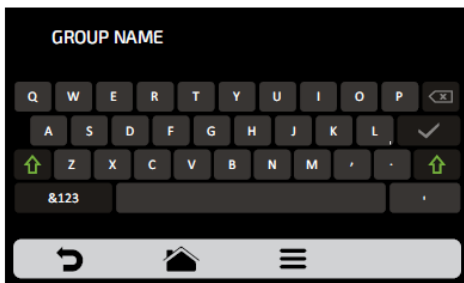 GROUP NAME
Q W E R T Y U I O P
A S D F G H J K L ,
Z X C V B N M , .
&123 '